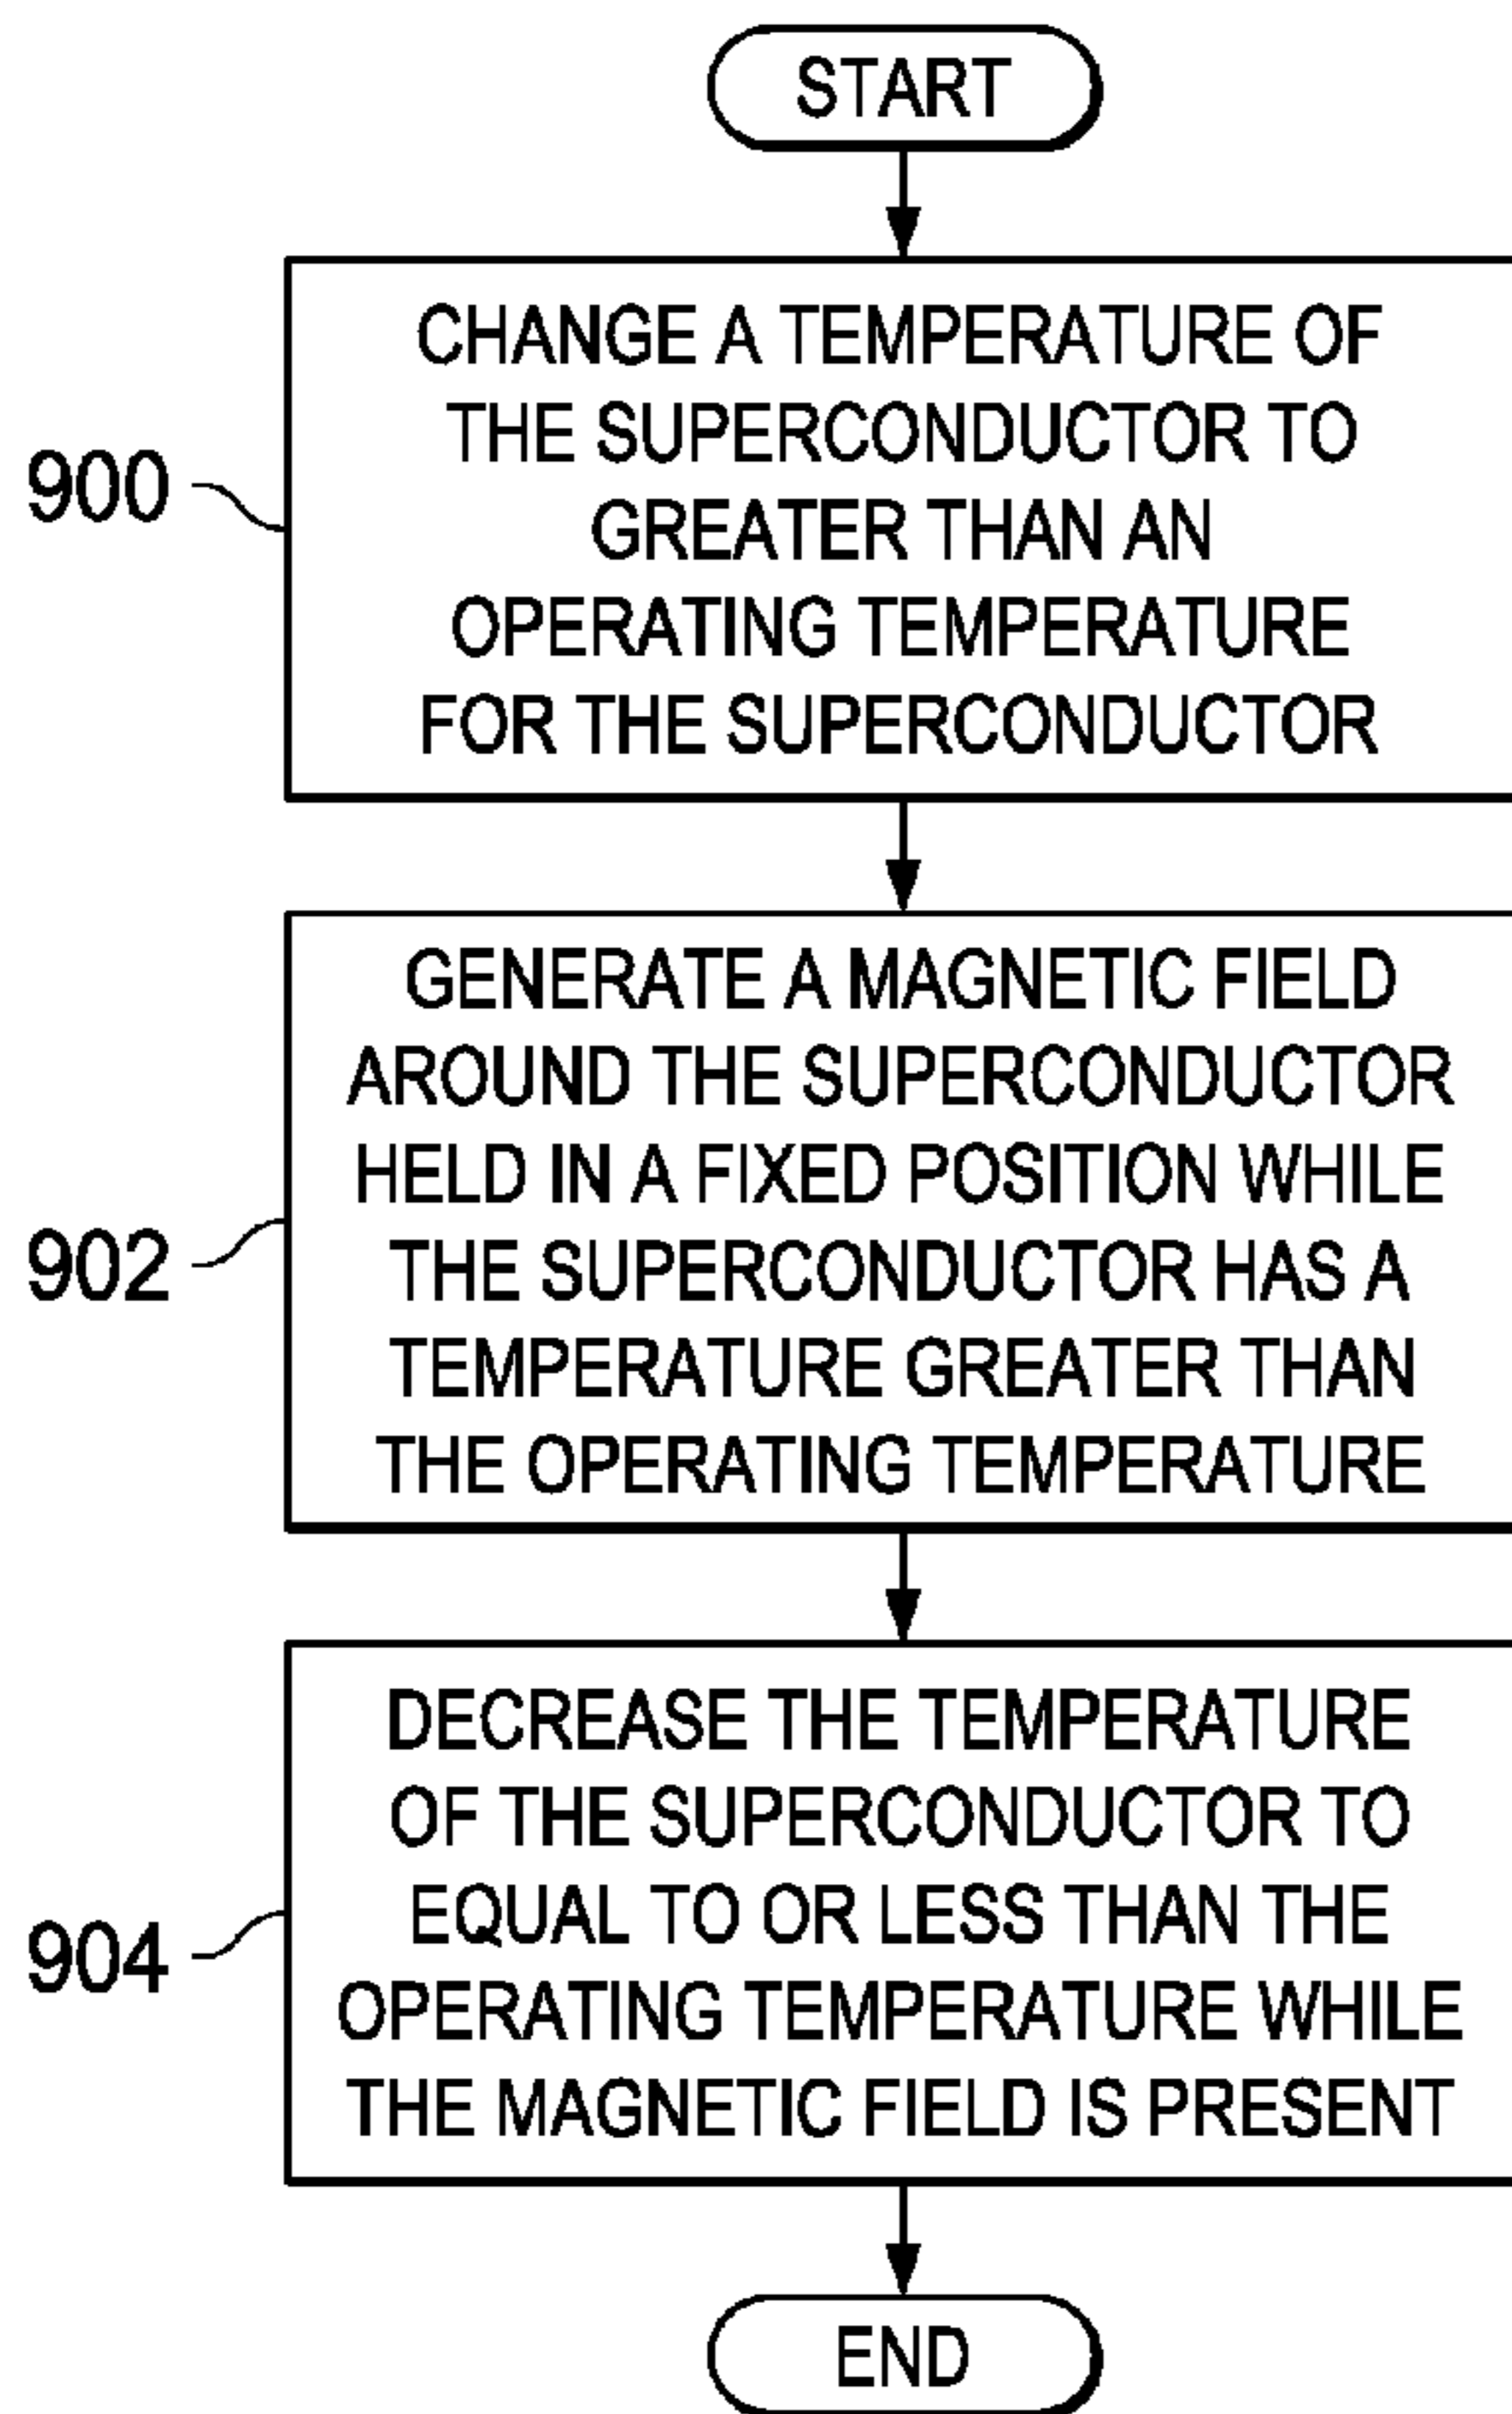 START
900
CHANGE A TEMPERATURE OF
THE SUPERCONDUCTOR TO
GREATER THAN AN
OPERATING TEMPERATURE
FOR THE SUPERCONDUCTOR
902
GENERATE A MAGNETIC FIELD
AROUND THE SUPERCONDUCTOR
HELD IN A FIXED POSITION WHILE
THE SUPERCONDUCTOR HAS A
TEMPERATURE GREATER THAN
THE OPERATING TEMPERATURE
904
DECREASE THE TEMPERATURE
OF THE SUPERCONDUCTOR TO
EQUAL TO OR LESS THAN THE
OPERATING TEMPERATURE WHILE
THE MAGNETIC FIELD IS PRESENT
END